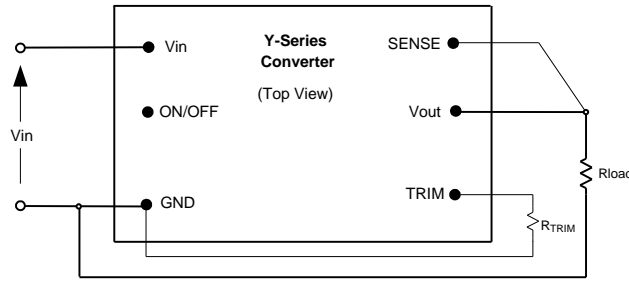 Y-Series
Converter
(Top View)
Vin
SENSE
ON/OFF
Vout
Vin
Rload
GND
TRIM
RTRIM